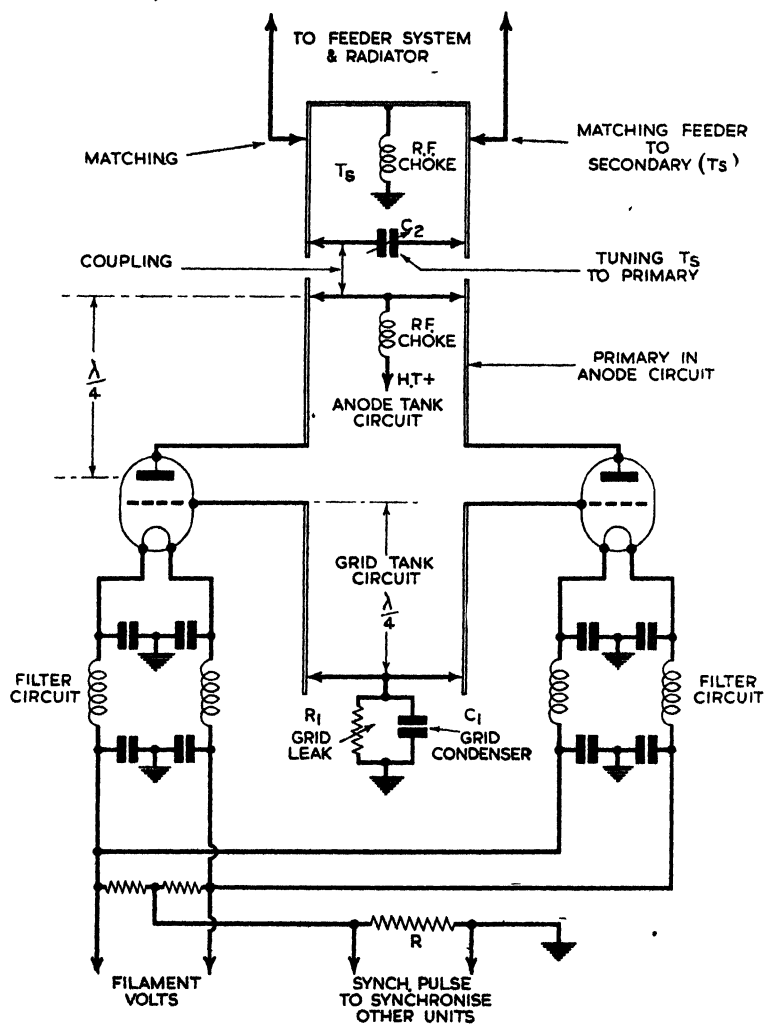 TO FEEDER SYSTEM
& RADIATOR
MATCHING
R.F.
CHOKE
TS
MATCHING FEEDER
TO
SECONDARY (TS)
C2
COUPLING
TUNING TS
TO PRIMARY
λ/4
R.F.
CHOKE
H.T+
ANODE TANK
CIRCUIT
PRIMARY IN
ANODE CIRCUIT
GRID TANK
CIRCUIT
λ/4
FILTER
CIRCUIT
R1
GRID
LEAK
C1
GRID
CONDENSER
FILTER
CIRCUIT
R
FILAMENT
VOLTS
SYNCH. PULSE
TO SYNCHRONISE
OTHER UNITS